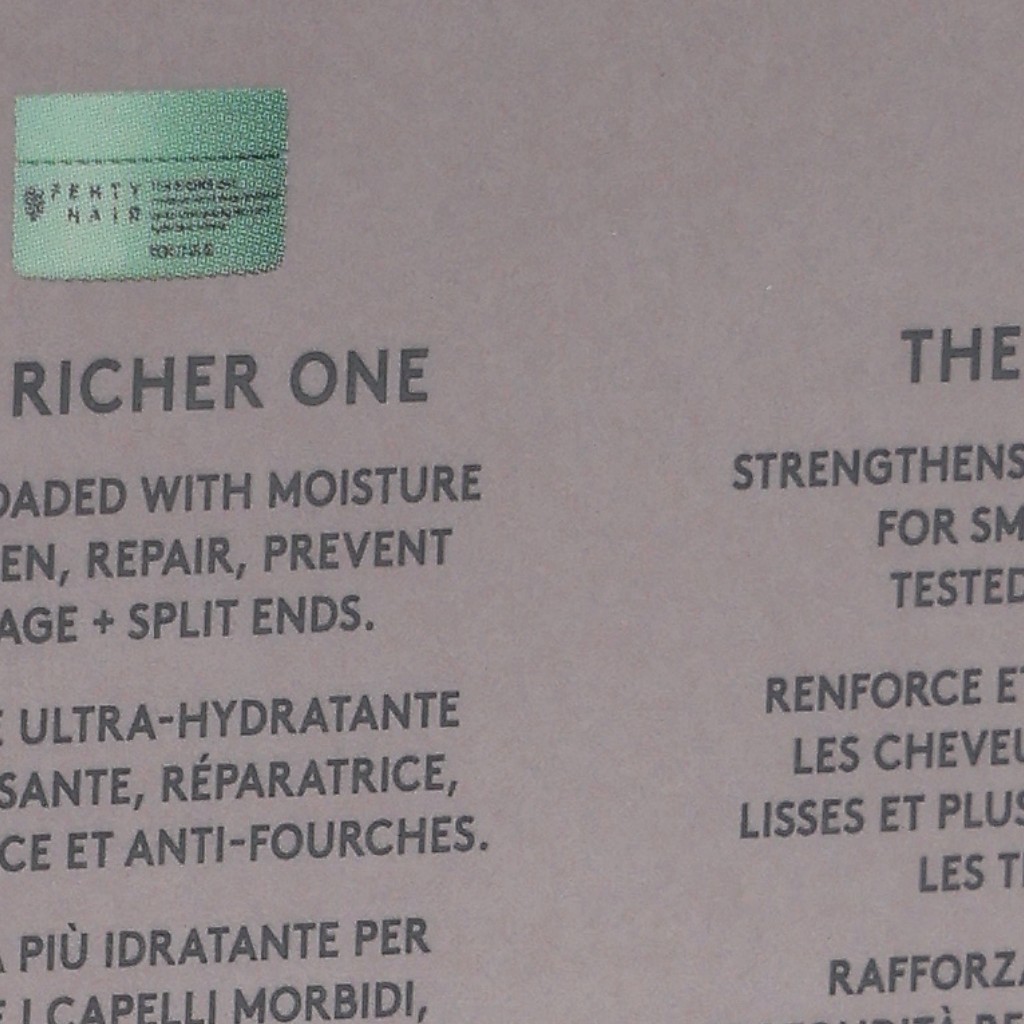 FENTY
HAIR
RICHER ONE
OADED WITH MOISTURE
EN, REPAIR, PREVENT
AGE + SPLIT ENDS.
E ULTRA-HYDRATANTE
SANTE, RÉPARATRICE,
CE ET ANTI-FOURCHES.
A PIÙ IDRATANTE PER
E I CAPELLI MORBIDI,
THE
STRENGTHENS
FOR SM
TESTED
RENFORCE ET
LES CHEVEU
LISSES ET PLUS
LES T
RAFFORZA